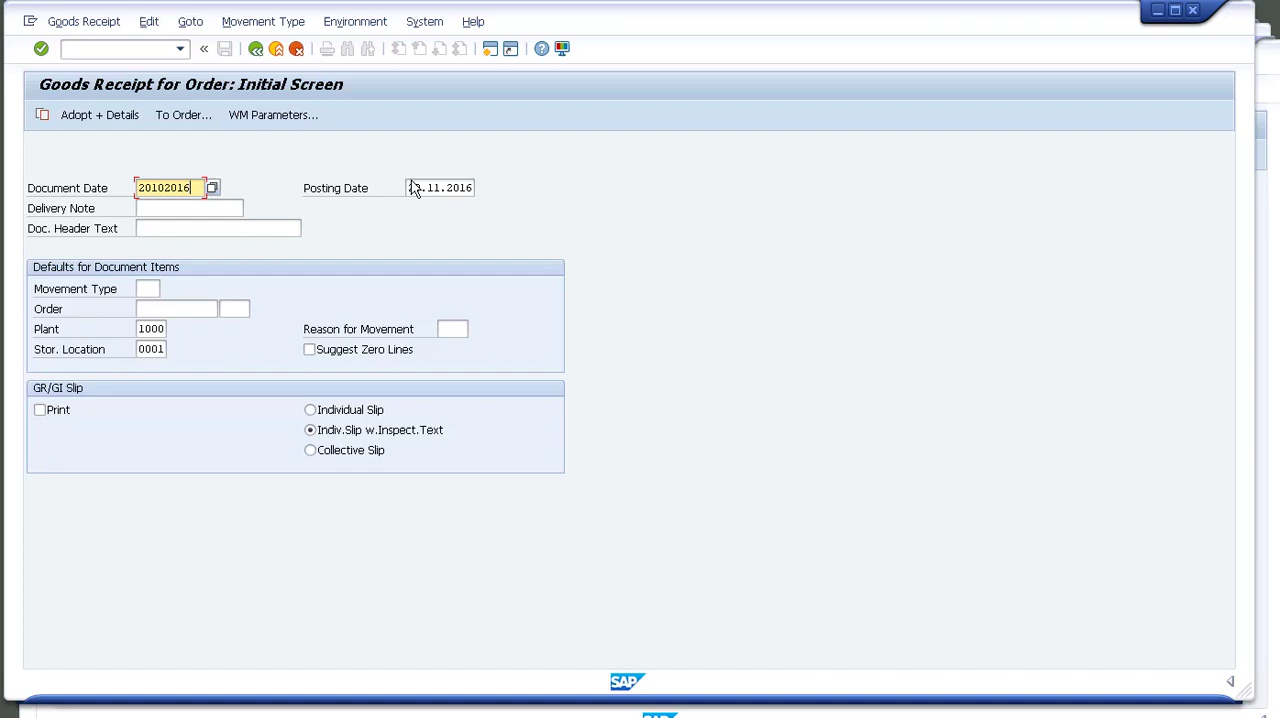 Goods Receipt Edit Goto Movement Type Environment System Help
Goods Receipt for Order: Initial Screen
Adopt + Details To Order... WM Parameters...
Document Date 20102016 Posting Date .11.2016
Delivery Note
Doc. Header Text
Defaults for Document Items
Movement Type
Order
Plant 1000 Reason for Movement
Stor. Location 0001 Suggest Zero Lines
GR/GI Slip
Print Individual Slip
Indiv.Slip w.Inspect.Text
Collective Slip
SAP